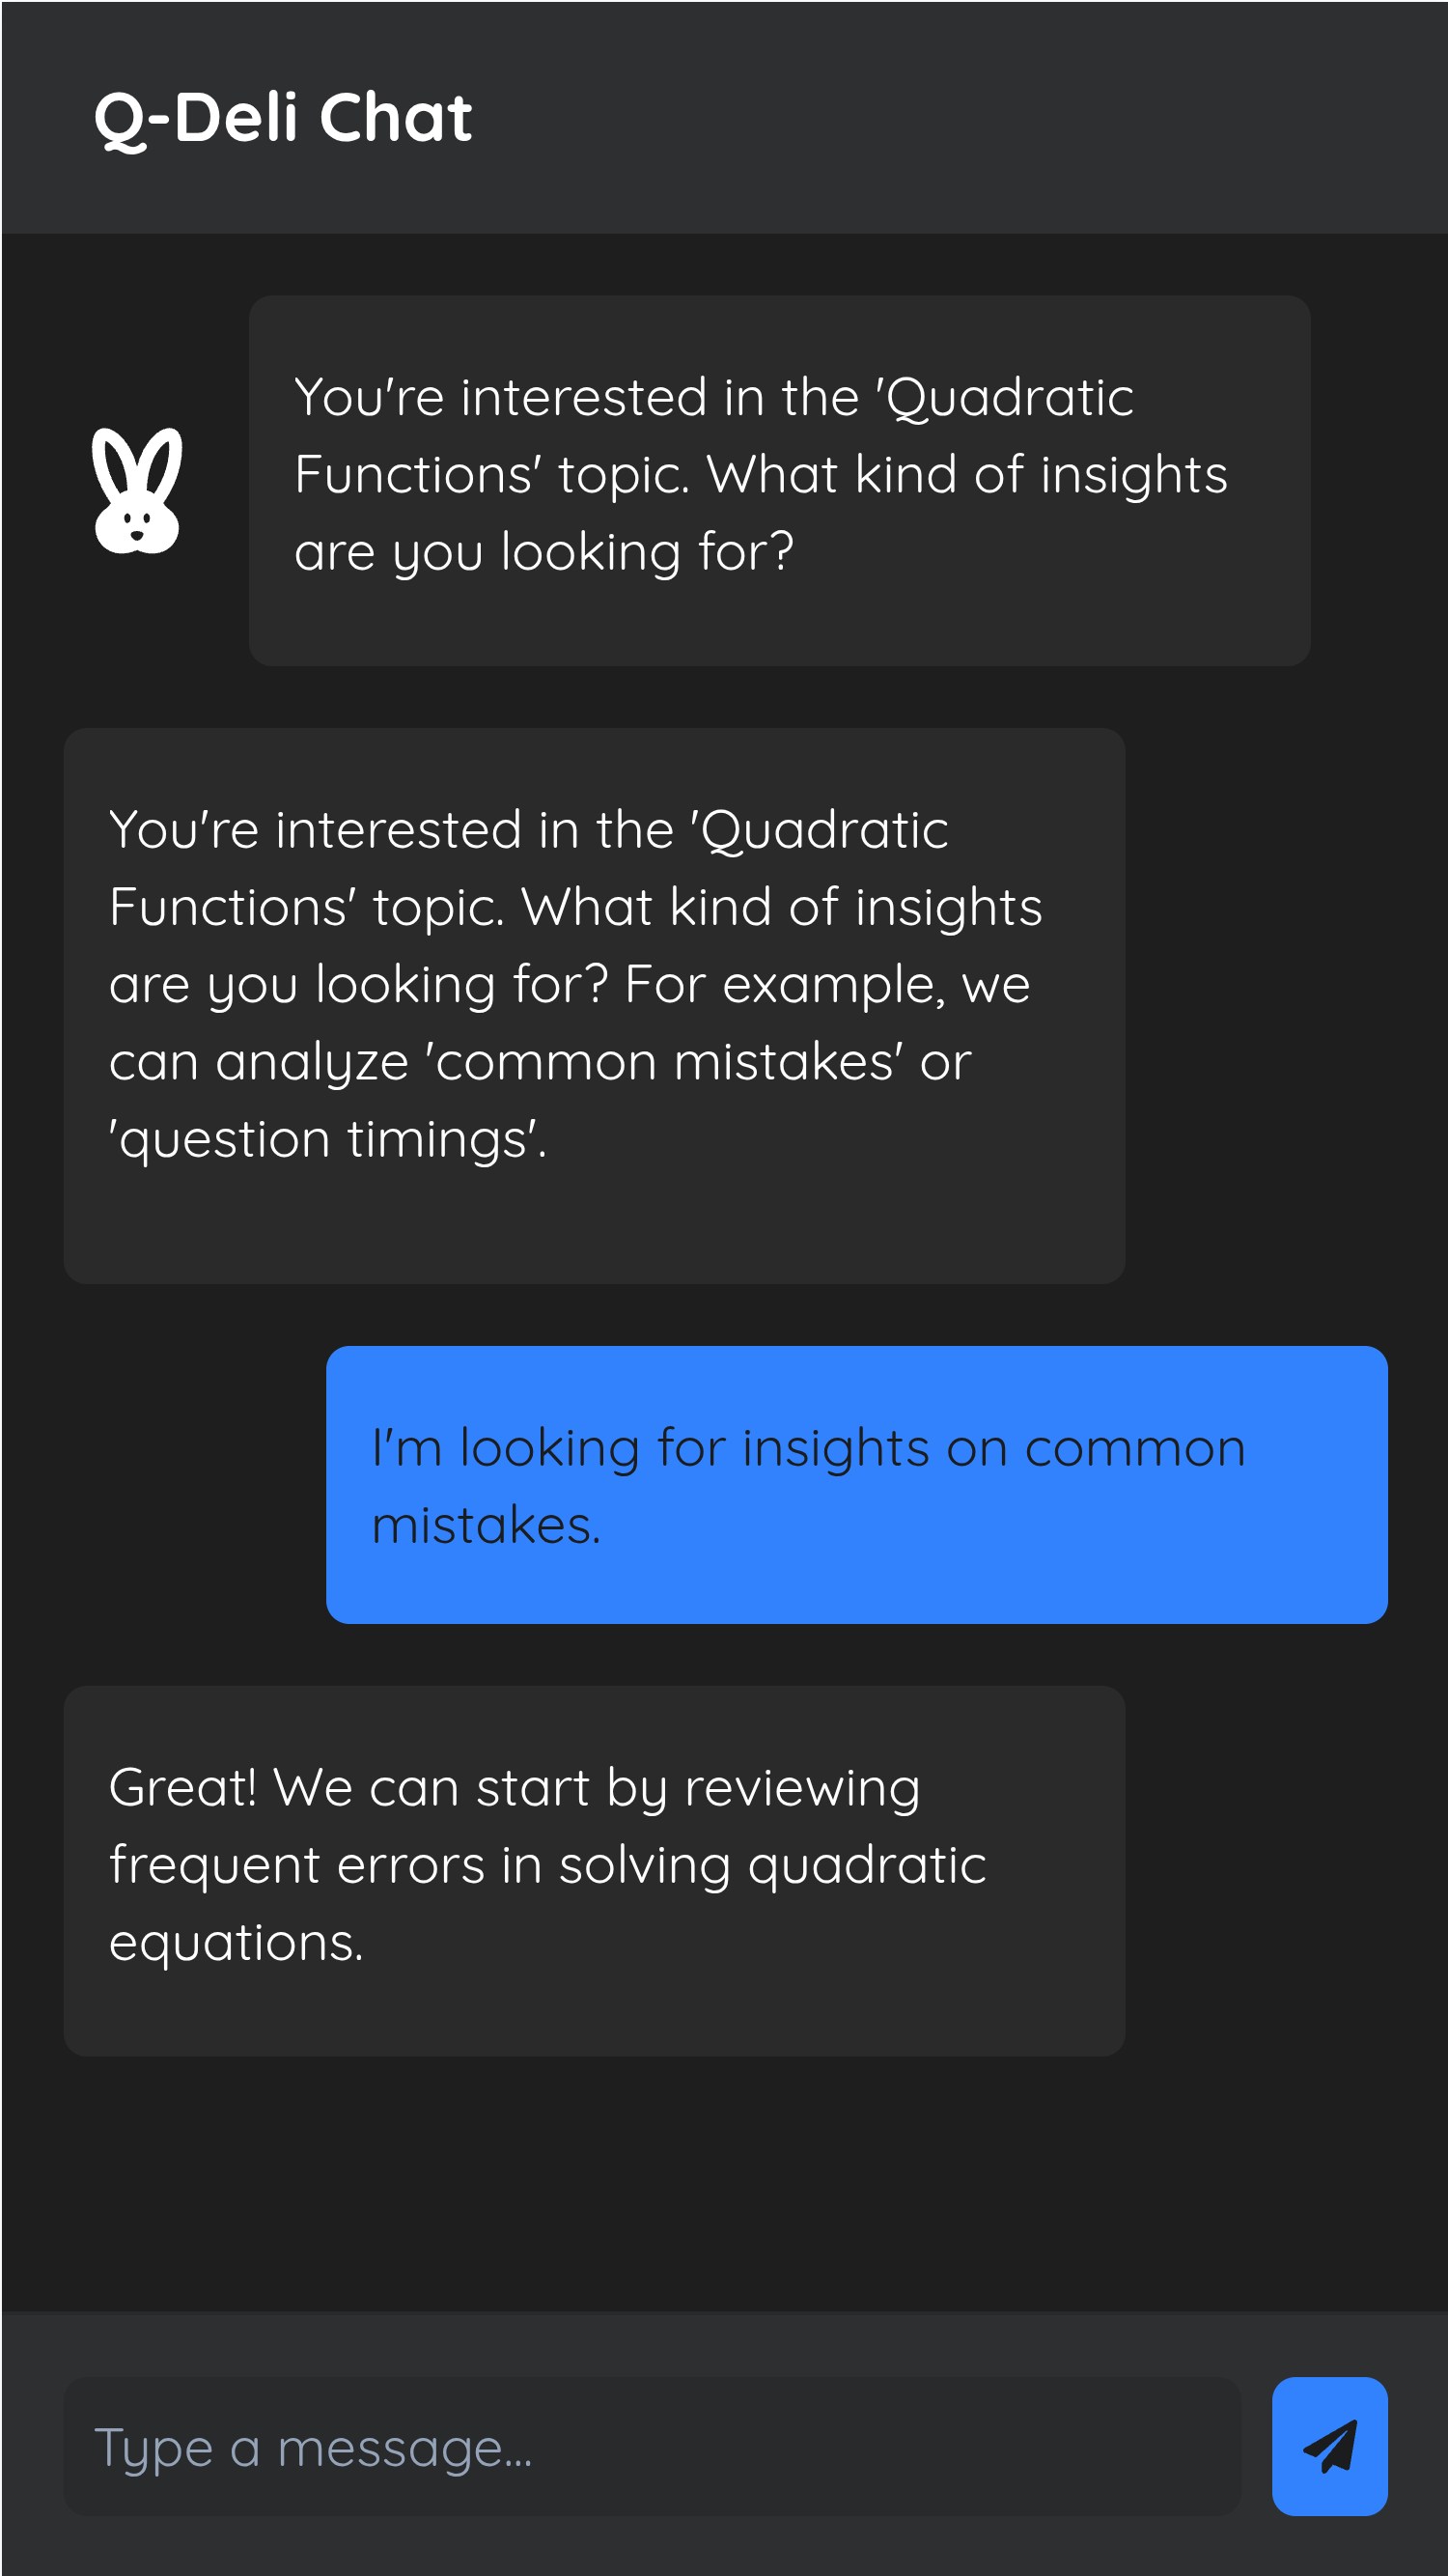 Q-Deli Chat
You're interested in the 'Quadratic
Functions' topic. What kind of insights
are you looking for?
You're interested in the 'Quadratic
Functions' topic. What kind of insights
are you looking for? For example, we
can analyze 'common mistakes' or
'question timings'.
I'm looking for insights on common
mistakes.
Great! We can start by reviewing
frequent errors in solving quadratic
equations.
Type a message...